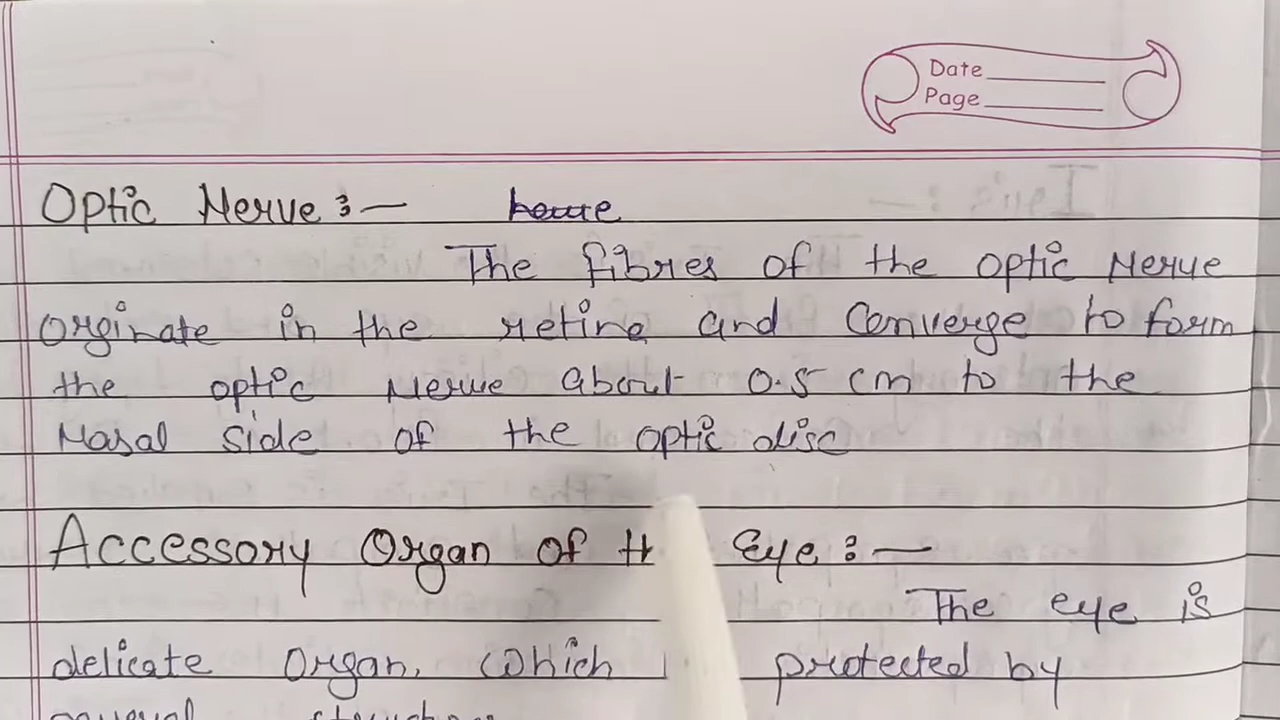 Date
Page
Optic Nerve :-
The fibres of the optic Nerve
Orginate in the retina and Converge to form
the optic Nerve about 0.5 cm to the
Nasal side of the optic disc
Accessory Organ of Eye :-
The eye is
delicate Organ, which protected by